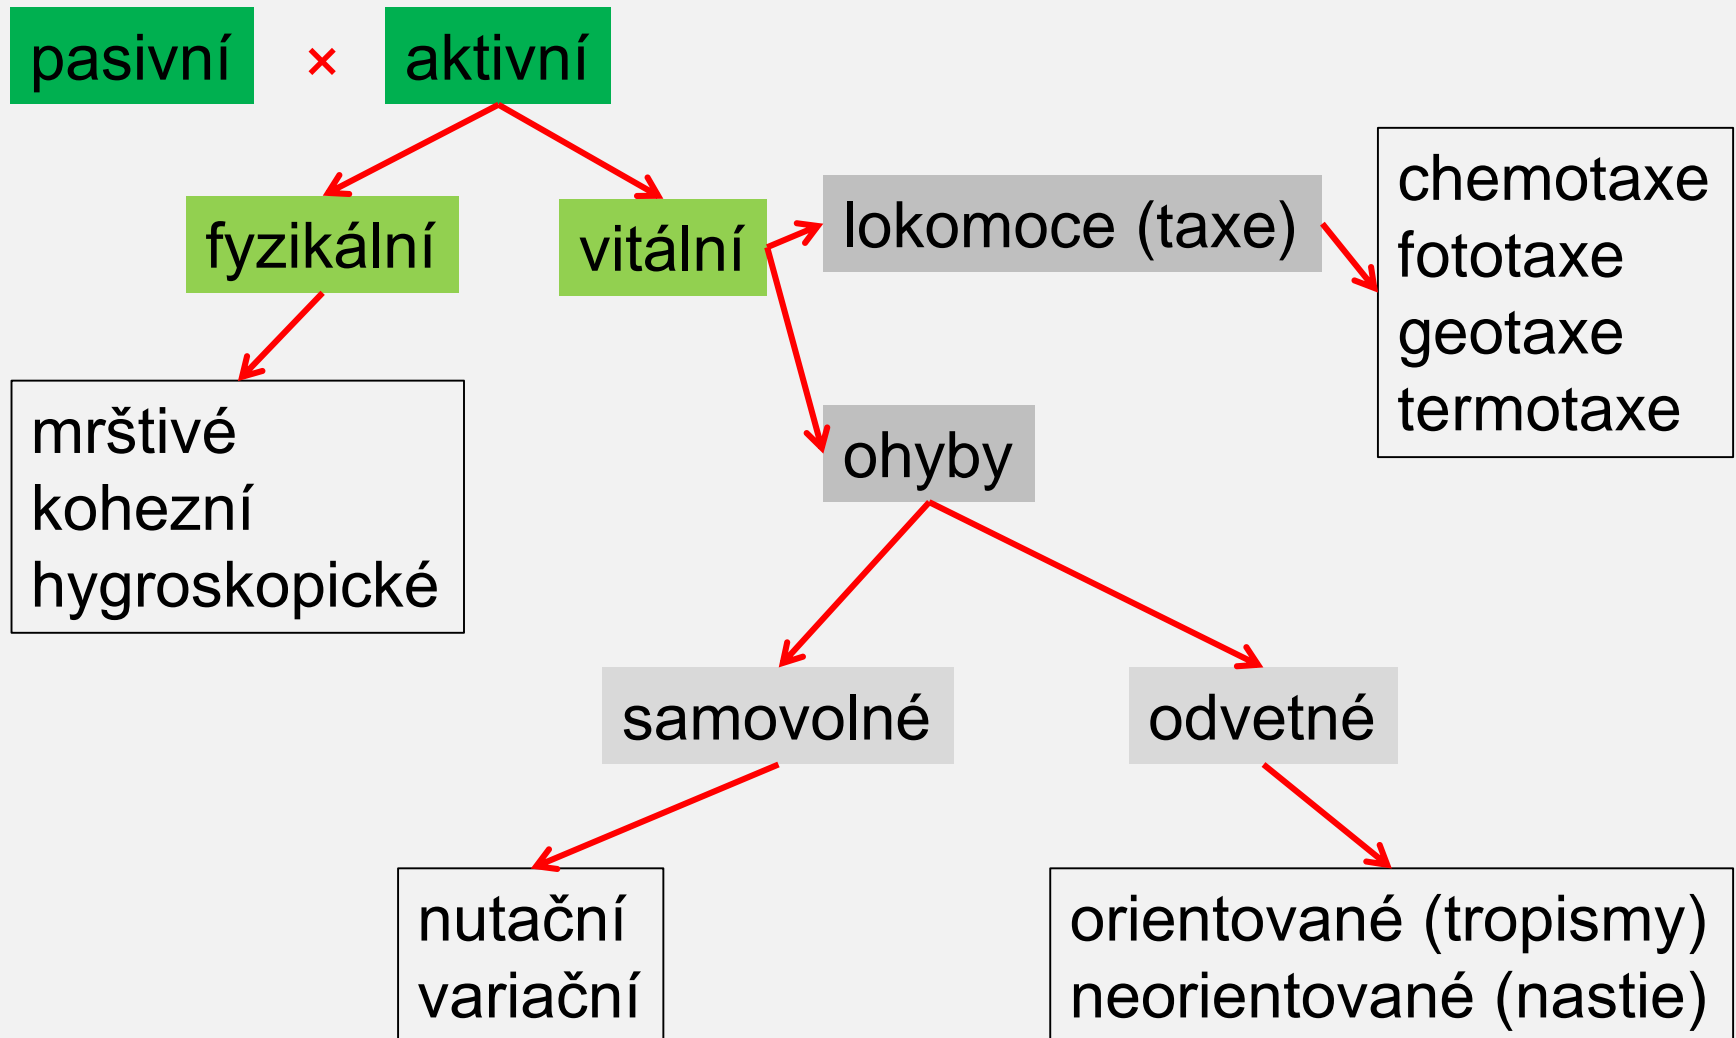 pasivní × aktivní
fyzikální
vitální
lokomoce (taxe)
chemotaxe
fototaxe
geotaxe
termotaxe
mrštivé
kohezní
hygroskopické
ohyby
samovolné
odvetné
nutační
variační
orientované (tropismy)
neorientované (nastie)